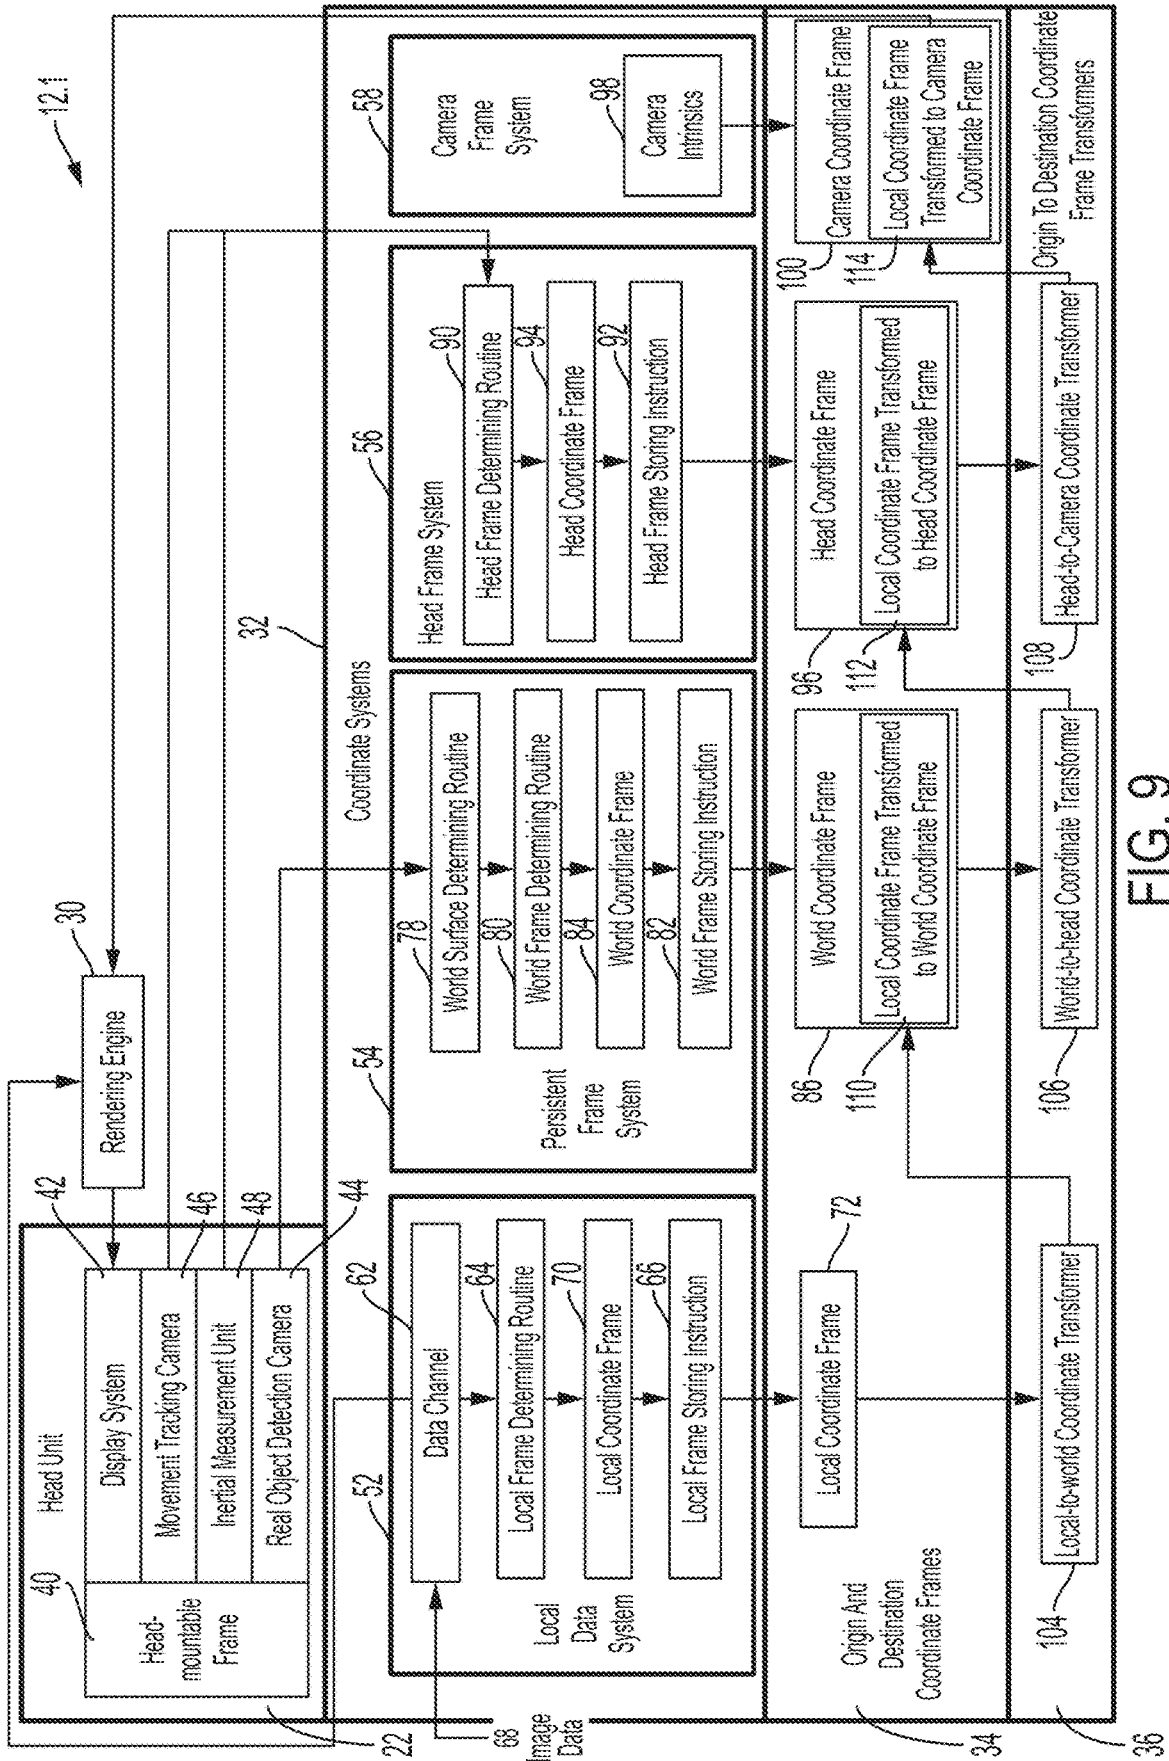 12.1
30
Rendering Engine
Head Unit
40
Head-
mountable
Frame
Display System
42
Movement Tracking Camera
46
Inertial Measurement Unit
48
Real Object Detection Camera
44
22
32
Coordinate Systems
68
Image
Data
52
Local
Data
System
Data Channel
62
Local Frame Determining Routine
64
Local Coordinate Frame
70
Local Frame Storing Instruction
66
54
Persistent
Frame
System
78
World Surface Determining Routine
80
World Frame Determining Routine
84
World Coordinate Frame
82
World Frame Storing Instruction
56
Head Frame System
90
Head Frame Determining Routine
94
Head Coordinate Frame
92
Head Frame Storing Instruction
58
Camera
Frame
System
98
Camera
Intrinsics
Origin And
Destination
Coordinate Frames
34
Local Coordinate Frame
72
86
World Coordinate Frame
110
Local Coordinate Frame Transformed
to World Coordinate Frame
96
Head Coordinate Frame
112
Local Coordinate Frame Transformed
to Head Coordinate Frame
100
Camera Coordinate Frame
114
Local Coordinate Frame
Transformed to Camera
Coordinate Frame
36
104
Local-to-world Coordinate Transformer
106
World-to-head Coordinate Transformer
108
Head-to-Camera Coordinate Transformer
Origin To Destination Coordinate
Frame Transformers
FIG. 9